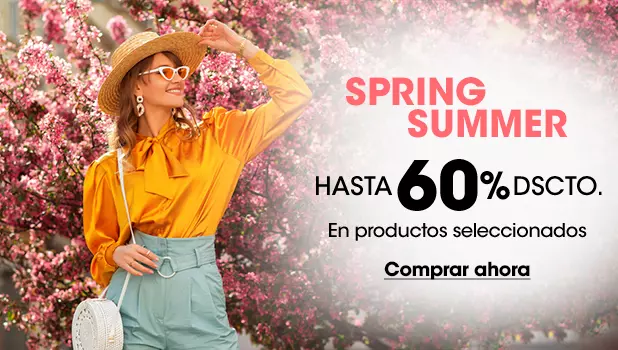 SPRING
SUMMER
HASTA 60% DSCTO.
En productos seleccionados
Comprar ahora